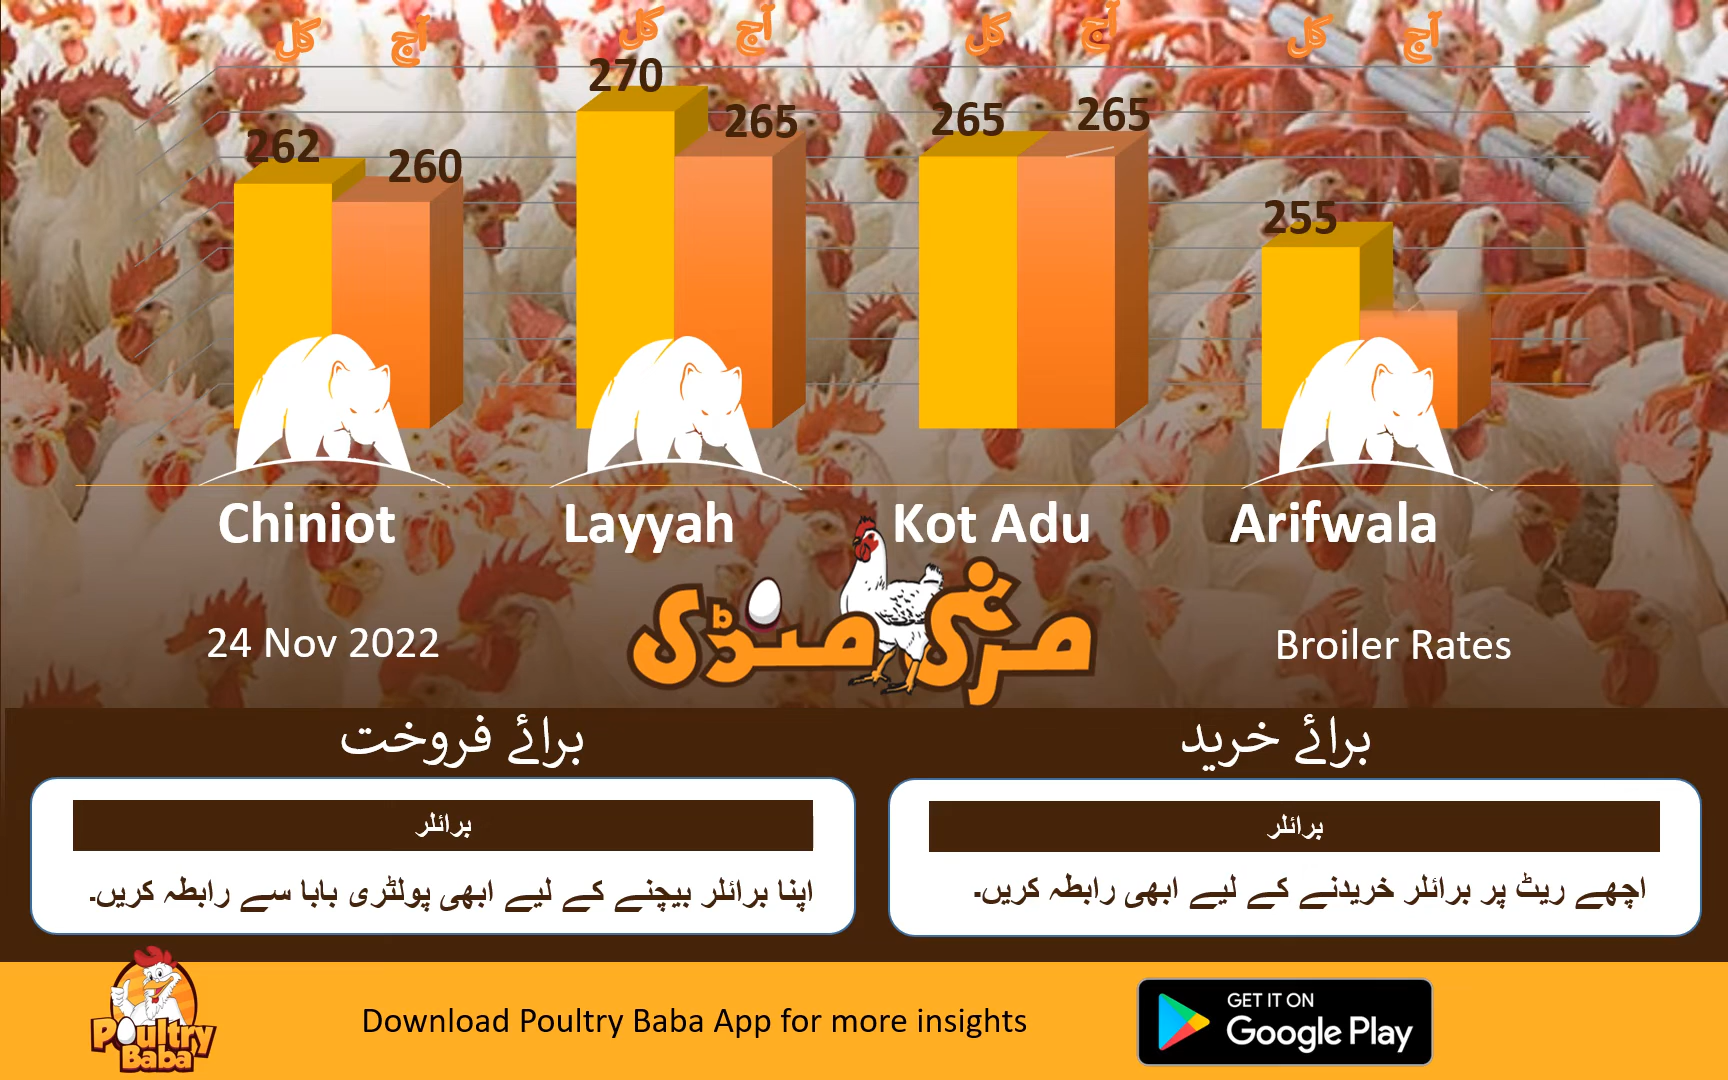 کل آج کل آج کل آج کل آج
262 260 270 265 265 265 255
Chiniot Layyah Kot Adu Arifwala
24 Nov 2022
مرغی منڈی
Broiler Rates
برائے فروخت
برائلر
اپنا برائلر بیچنے کے لیے ابھی پولٹری بابا سے رابطہ کریں۔
برائے خرید
برائلر
اچھے ریٹ پر برائلر خریدنے کے لیے ابھی رابطہ کریں۔
Poultry
Baba
Download Poultry Baba App for more insights
GET IT ON
Google Play